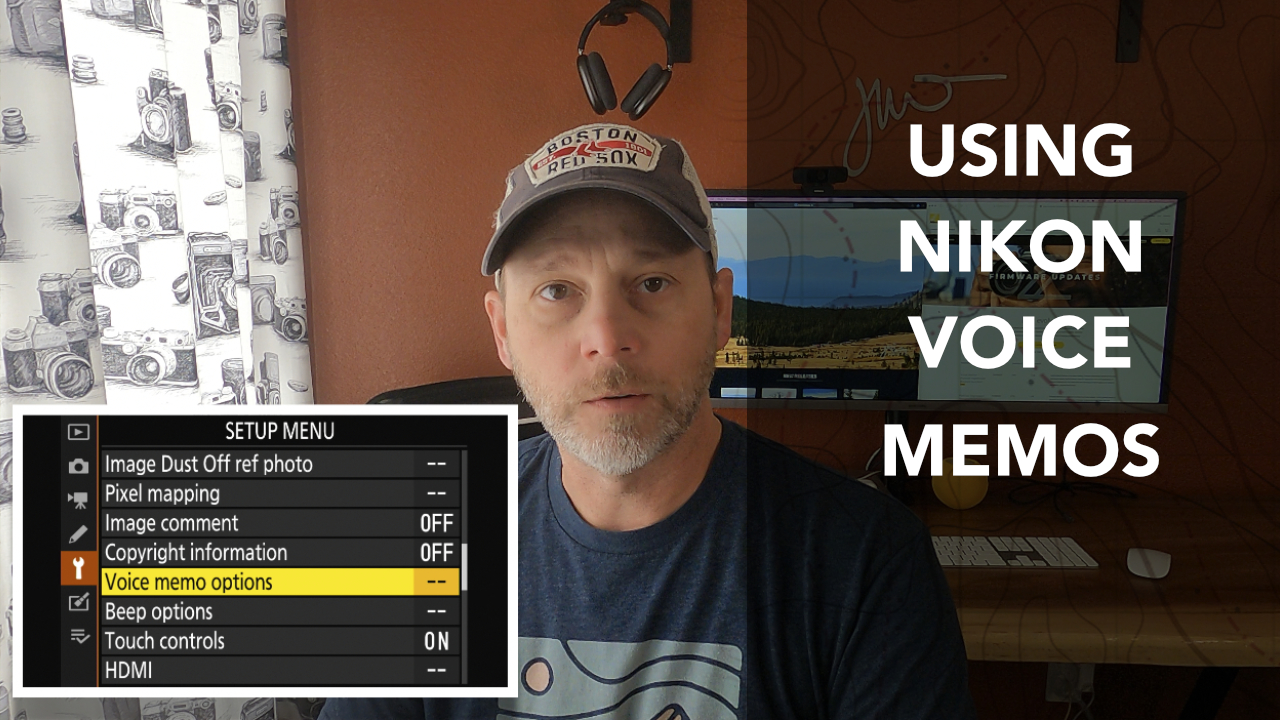 BOSTON
RED SOX
USING
NIKON
VOICE
MEMOS
FIRMWARE UPDATES
SETUP MENU
Image Dust Off ref photo --
Pixel mapping --
Image comment OFF
Copyright information OFF
Voice memo options --
Beep options --
Touch controls ON
HDMI --